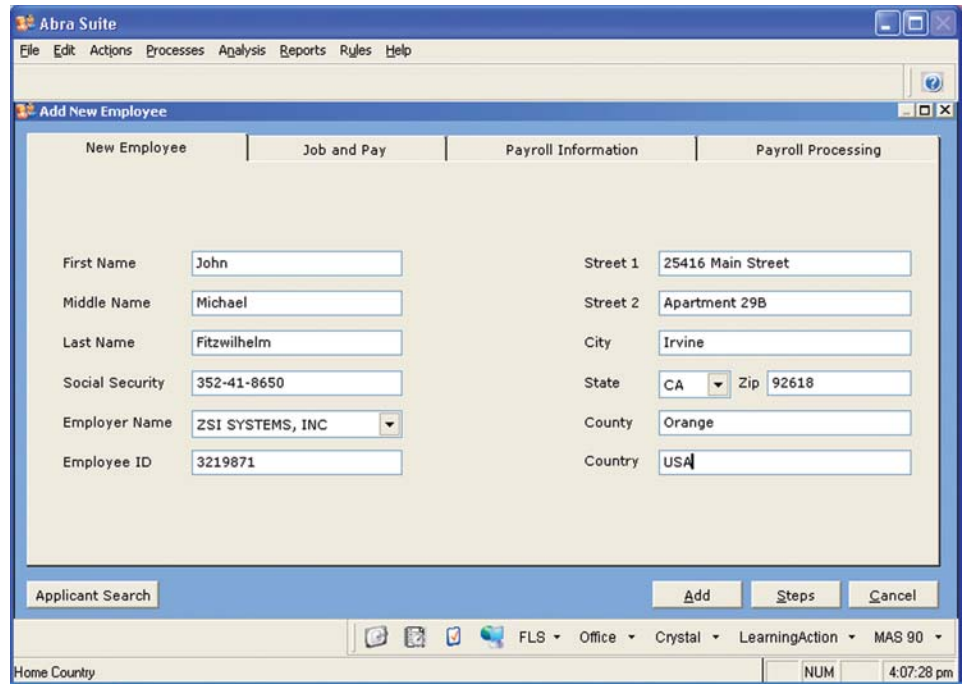 Abra Suite
File Edit Actions Processes Analysis Reports Rules Help
Add New Employee
New Employee Job and Pay Payroll Information Payroll Processing
First Name John Street 1 25416 Main Street
Middle Name Michael Street 2 Apartment 29B
Last Name Fitzwilhelm City Irvine
Social Security 352-41-8650 State CA Zip 92618
Employer Name ZSI SYSTEMS, INC County Orange
Employee ID 3219871 Country USA
Applicant Search Add Steps Cancel
FLS Office Crystal LearningAction MAS 90
Home Country NUM 4:07:28 pm